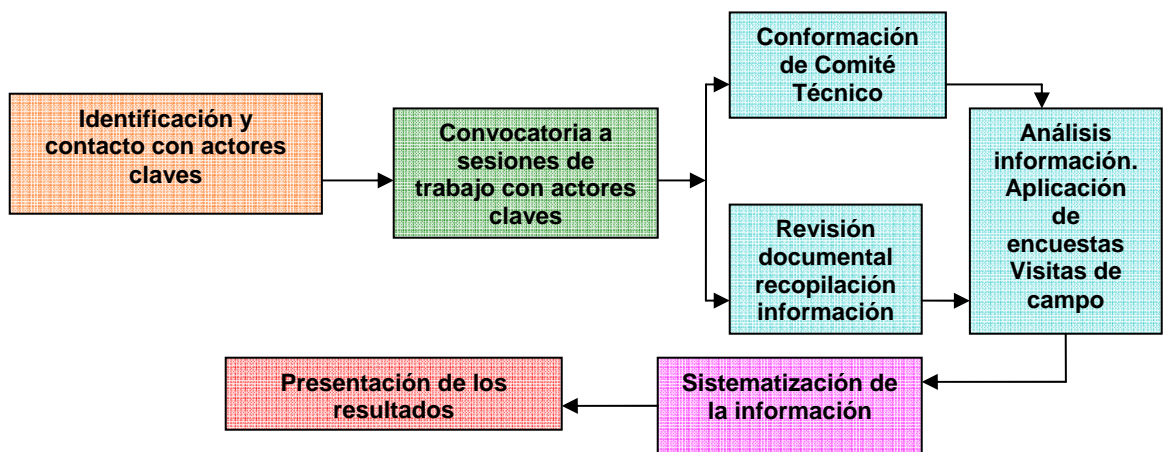 Identificación y
contacto con actores
claves
Convocatoria a
sesiones de
trabajo con actores
claves
Conformación
de Comité
Técnico
Revisión
documental
recopilación
información
Análisis
información.
Aplicación
de
encuestas
Visitas de
campo
Sistematización de
la información
Presentación de los
resultados